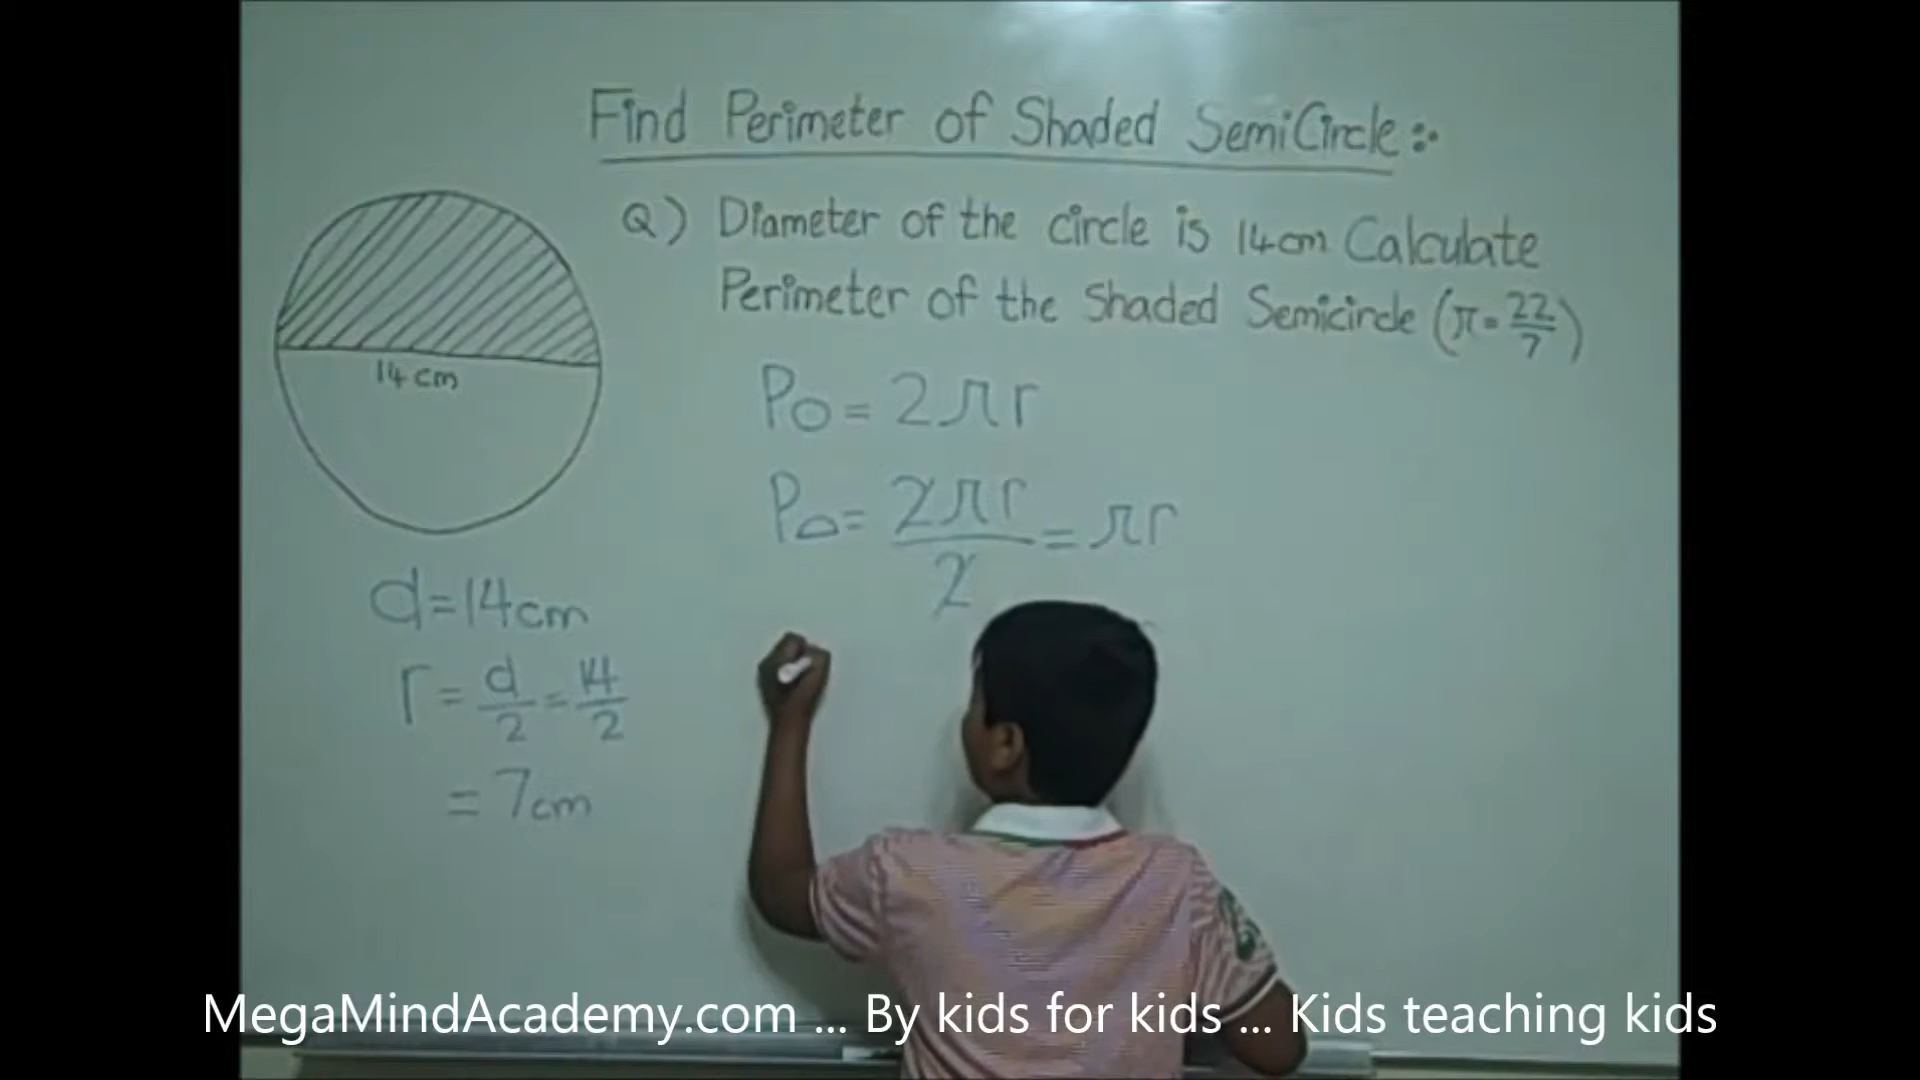 Find Perimeter of Shaded SemiCircle:-
Q) Diameter of the circle is 14cm Calculate
Perimeter of the Shaded Semicircle (π=22/7)
14 cm
P○ = 2πr
P⌓ = 2πr/2 = πr
d=14cm
r = d/2 = 14/2
= 7cm
MegaMindAcademy.com ... By kids for kids ... Kids teaching kids